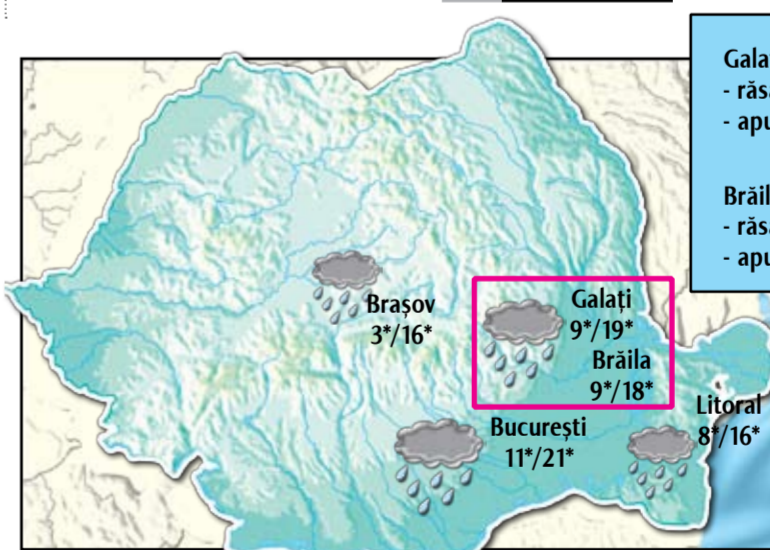 Brașov
3*/16*
Galați
9*/19*
Brăila
9*/18*
București
11*/21*
Litoral
8*/16*